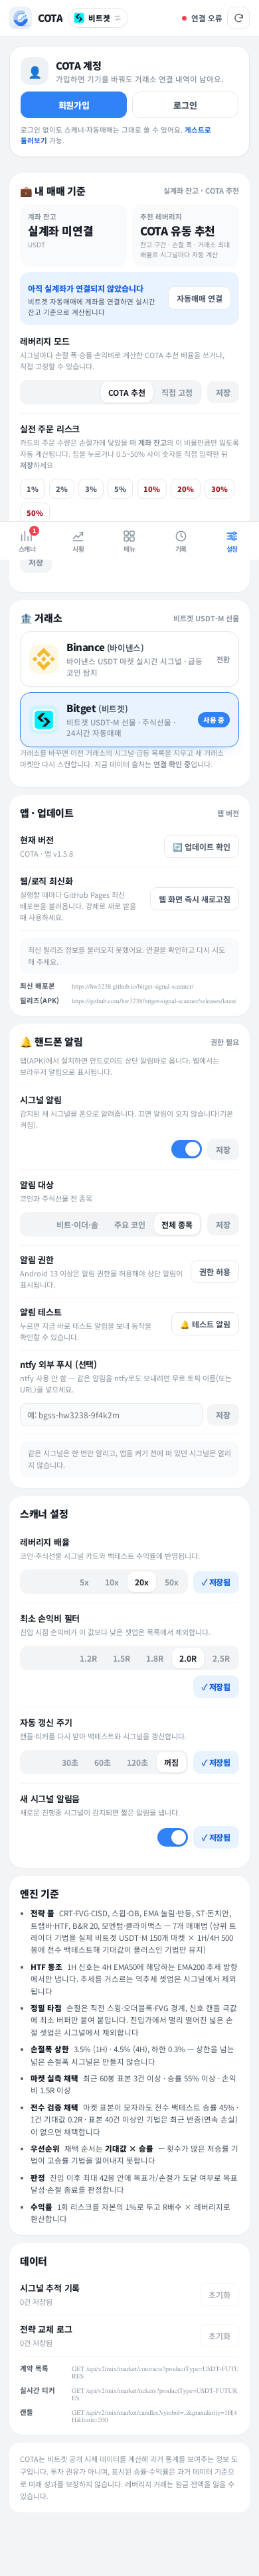 COTA 비트겟 연결 오류
COTA 계정
가입하면 기기를 바꿔도 거래소 연결 내역이 남아요.
회원가입 로그인
로그인 없이도 스캐너·자동매매는 그대로 쓸 수 있어요. 게스트로
둘러보기 가능.
내 매매 기준 실계좌 잔고 · COTA 추천
계좌 잔고
실계좌 미연결
USDT
추천 레버리지
COTA 유동 추천
잔고 구간 · 손절 폭 · 거래소 최대
배율로 시그널마다 자동 계산
아직 실계좌가 연결되지 않았습니다
비트겟 자동매매에 계좌를 연결하면 실시간
잔고 기준으로 계산됩니다
자동매매 연결
레버리지 모드
시그널마다 손절 폭·승률·손익비로 계산한 COTA 추천 배율을 쓰거나,
직접 고정할 수 있습니다.
COTA 추천 직접 고정 저장
실전 주문 리스크
카드의 주문 수량은 손절가에 닿았을 때 계좌 잔고의 이 비율만큼만 잃도록
자동 계산됩니다. 칩을 누르거나 0.5~50% 사이 숫자를 직접 입력한 뒤
저장하세요.
1% 2% 3% 5% 10% 20% 30%
50%
1
스캐너 시황 메뉴 기록 설정
저장
거래소 비트겟 USDT-M 선물
Binance (바이낸스)
바이낸스 USDT 마켓 실시간 시그널 · 급등
코인 탐지
전환
Bitget (비트겟)
비트겟 USDT-M 선물 · 주식선물 ·
24시간 자동매매
사용 중
거래소를 바꾸면 이전 거래소의 시그널·급등 목록을 지우고 새 거래소
마켓만 다시 스캔합니다. 지금 데이터 출처는 연결 확인 중입니다.
앱 · 업데이트 웹 버전
현재 버전
COTA · 앱 v1.5.8
업데이트 확인
웹/로직 최신화
실행할 때마다 GitHub Pages 최신
배포본을 불러옵니다. 강제로 새로 받을
때 사용하세요.
웹 화면 즉시 새로고침
최신 릴리즈 정보를 불러오지 못했어요. 연결을 확인하고 다시 시도
해 주세요.
최신 배포본 https://hw3238.github.io/bitget-signal-scanner/
릴리즈(APK) https://github.com/hw3238/bitget-signal-scanner/releases/latest
핸드폰 알림 권한 필요
앱(APK)에서 설치하면 안드로이드 상단 알림바로 옵니다. 웹에서는
브라우저 알림으로 표시됩니다.
시그널 알림
감지된 새 시그널을 폰으로 알려줍니다. 끄면 알림이 오지 않습니다(기본
켜짐).
저장
알림 대상
코인과 주식선물 전 종목
비트·이더·솔 주요 코인 전체 종목 저장
알림 권한
Android 13 이상은 알림 권한을 허용해야 상단 알림이
표시됩니다.
권한 허용
알림 테스트
누르면 지금 바로 테스트 알림을 보내 동작을
확인할 수 있습니다.
테스트 알림
ntfy 외부 푸시 (선택)
ntfy 사용 안 함 — 같은 알림을 ntfy로도 보내려면 무료 토픽 이름(또는
URL)을 넣으세요.
예: bgss-hw3238-9f4k2m 저장
같은 시그널은 한 번만 알리고, 앱을 켜기 전에 떠 있던 시그널은 알리
지 않습니다.
스캐너 설정
레버리지 배율
코인·주식선물 시그널 카드와 백테스트 수익률에 반영됩니다.
5x 10x 20x 50x ✓ 저장됨
최소 손익비 필터
진입 시점 손익비가 이 값보다 낮은 셋업은 목록에서 제외합니다.
1.2R 1.5R 1.8R 2.0R 2.5R
✓ 저장됨
자동 갱신 주기
캔들·티커를 다시 받아 백테스트와 시그널을 갱신합니다.
30초 60초 120초 꺼짐 ✓ 저장됨
새 시그널 알림음
새로운 진행중 시그널이 감지되면 짧은 알림음을 냅니다.
✓ 저장됨
엔진 기준
• 전략 풀 CRT·FVG·CISD, 스윕·OB, EMA 눌림·반등, ST·돈치안,
트랩바·HTF, B&R 20, 모멘텀·클라이맥스 — 7개 매매법 (상위 트
레이더 기법을 실제 비트겟 USDT-M 150개 마켓 × 1H/4H 500
봉에 전수 백테스트해 기대값이 플러스인 기법만 유지)
• HTF 동조 1H 신호는 4H EMA50에 해당하는 EMA200 추세 방향
에서만 냅니다. 추세를 거스르는 역추세 셋업은 시그널에서 제외
됩니다
• 정밀 타점 손절은 직전 스윙·오더블록·FVG 경계, 신호 캔들 극값
에 최소 버퍼만 붙여 붙입니다. 진입가에서 멀리 떨어진 넓은 손
절 셋업은 시그널에서 제외합니다
• 손절폭 상한 3.5% (1H) · 4.5% (4H), 하한 0.3% — 상한을 넘는
넓은 손절폭 시그널은 만들지 않습니다
• 마켓 실측 채택 최근 60봉 표본 3건 이상 · 승률 55% 이상 · 손익
비 1.5R 이상
• 전수 검증 채택 마켓 표본이 모자라도 전수 백테스트 승률 45% ·
1건 기대값 0.2R · 표본 40건 이상인 기법은 최근 반증(연속 손실)
이 없으면 채택합니다
• 우선순위 채택 순서는 기대값 × 승률 — 횟수가 많은 저승률 기
법이 고승률 기법을 밀어내지 못합니다
• 판정 진입 이후 최대 42봉 안에 목표가/손절가 도달 여부로 목표
달성·손절 종료를 판정합니다
• 수익률 1회 리스크를 자본의 1%로 두고 R배수 × 레버리지로
환산합니다
데이터
시그널 추적 기록
0건 저장됨
초기화
전략 교체 로그
0건 저장됨
초기화
계약 목록 GET /api/v2/mix/market/contracts?productType=USDT-FUTU
RES
실시간 티커 GET /api/v2/mix/market/tickers?productType=USDT-FUTUR
ES
캔들 GET /api/v2/mix/market/candles?symbol=..&granularity=1H|4
H&limit=200
COTA는 비트겟 공개 시세 데이터를 계산해 과거 통계를 보여주는 정보 도
구입니다. 투자 권유가 아니며, 표시된 승률·수익률은 과거 데이터 기준으
로 미래 성과를 보장하지 않습니다. 레버리지 거래는 원금 전액을 잃을 수
있습니다.